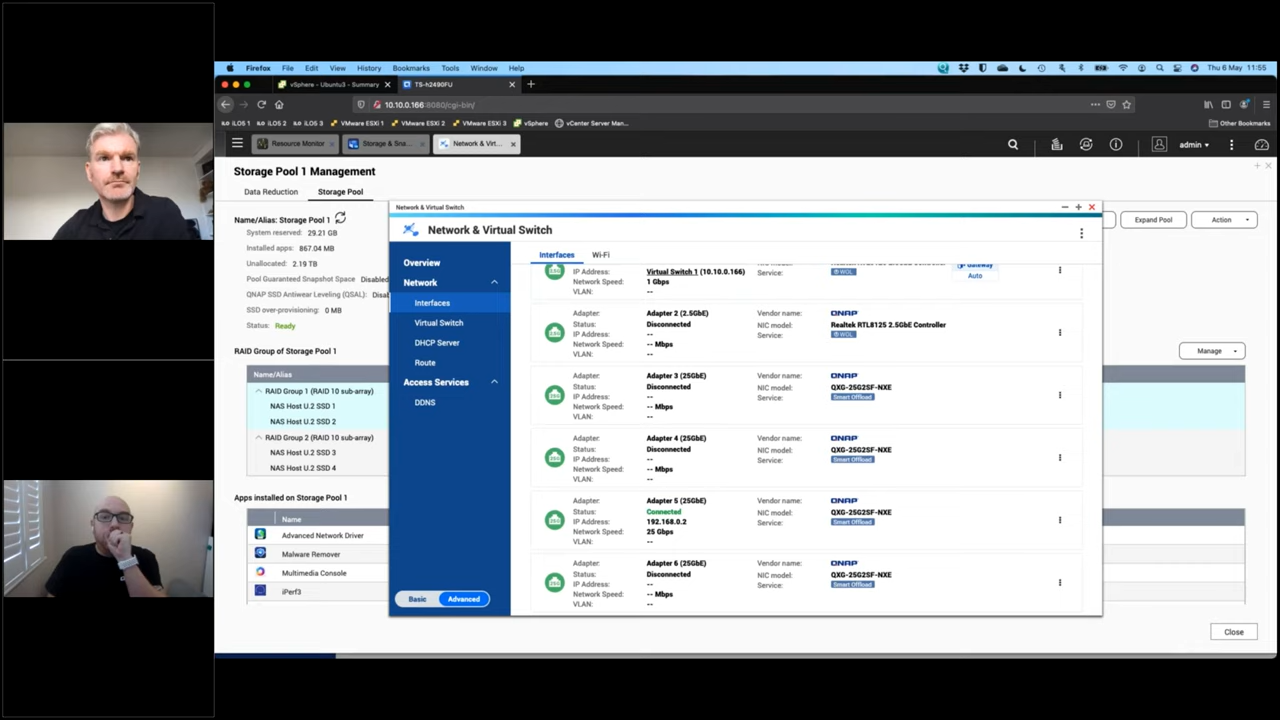 Firefox File Edit View History Bookmarks Tools Window Help
Thu 6 May 11:55
vSphere - Ubuntu3 - Summary
TS-h2490FU
10.10.0.166:8080/cgi-bin/
iLO5 1 iLO5 2 iLO5 3 VMware ESXi 1 VMware ESXi 2 VMware ESXi 3 vSphere vCenter Server Man...
Other Bookmarks
Resource Monitor
Storage & Sna...
Network & Virt...
admin
Storage Pool 1 Management
Data Reduction Storage Pool
Name/Alias: Storage Pool 1
System reserved: 29.21 GB
Installed apps: 867.04 MB
Unallocated: 2.19 TB
Pool Guaranteed Snapshot Space Disabled
QNAP SSD Antiwear Leveling (QSAL):
SSD over-provisioning: 0 MB
Status: Ready
Expand Pool
Action
RAID Group of Storage Pool 1
Manage
Name/Alias
RAID Group 1 (RAID 10 sub-array)
NAS Host U.2 SSD 1
NAS Host U.2 SSD 2
RAID Group 2 (RAID 10 sub-array)
NAS Host U.2 SSD 3
NAS Host U.2 SSD 4
Apps installed on Storage Pool 1
Name
Advanced Network Driver
Malware Remover
Multimedia Console
iPerf3
Close
Network & Virtual Switch
Network & Virtual Switch
Overview
Network
Interfaces
Virtual Switch
DHCP Server
Route
Access Services
DDNS
Basic Advanced
Interfaces Wi-Fi
IP Address: Virtual Switch 1 (10.10.0.166) Service: WOL Gateway
Network Speed: 1 Gbps Auto
VLAN: --
Adapter: Adapter 2 (2.5GbE) Vendor name: QNAP
Status: Disconnected NIC model: Realtek RTL8125 2.5GbE Controller
IP Address: -- Service: WOL
Network Speed: -- Mbps
VLAN: --
Adapter: Adapter 3 (25GbE) Vendor name: QNAP
Status: Disconnected NIC model: QXG-25G2SF-NXE
IP Address: -- Service: Smart Offload
Network Speed: -- Mbps
VLAN: --
Adapter: Adapter 4 (25GbE) Vendor name: QNAP
Status: Disconnected NIC model: QXG-25G2SF-NXE
IP Address: -- Service: Smart Offload
Network Speed: -- Mbps
VLAN: --
Adapter: Adapter 5 (25GbE) Vendor name: QNAP
Status: Connected NIC model: QXG-25G2SF-NXE
IP Address: 192.168.0.2 Service: Smart Offload
Network Speed: 25 Gbps
VLAN: --
Adapter: Adapter 6 (25GbE) Vendor name: QNAP
Status: Disconnected NIC model: QXG-25G2SF-NXE
IP Address: -- Service: Smart Offload
Network Speed: -- Mbps
VLAN: --